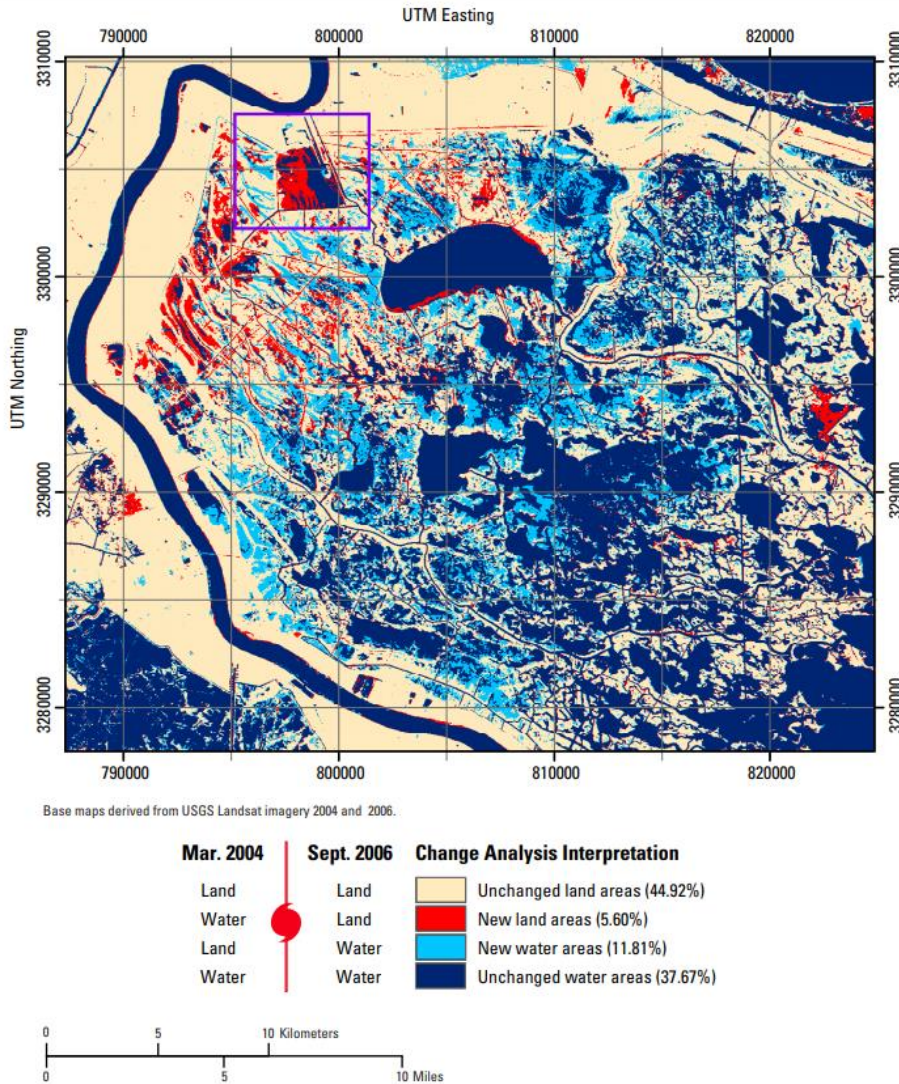 UTM Easting
790000 800000 810000 820000
3310000 3310000
3300000 3300000
UTM Northing
3290000 3290000
3280000 3280000
790000 800000 810000 820000
Base maps derived from USGS Landsat imagery 2004 and 2006.
Mar. 2004 Sept. 2006 Change Analysis Interpretation
Land Land Unchanged land areas (44.92%)
Water Land New land areas (5.60%)
Land Water New water areas (11.81%)
Water Water Unchanged water areas (37.67%)
0 5 10 Kilometers
0 5 10 Miles